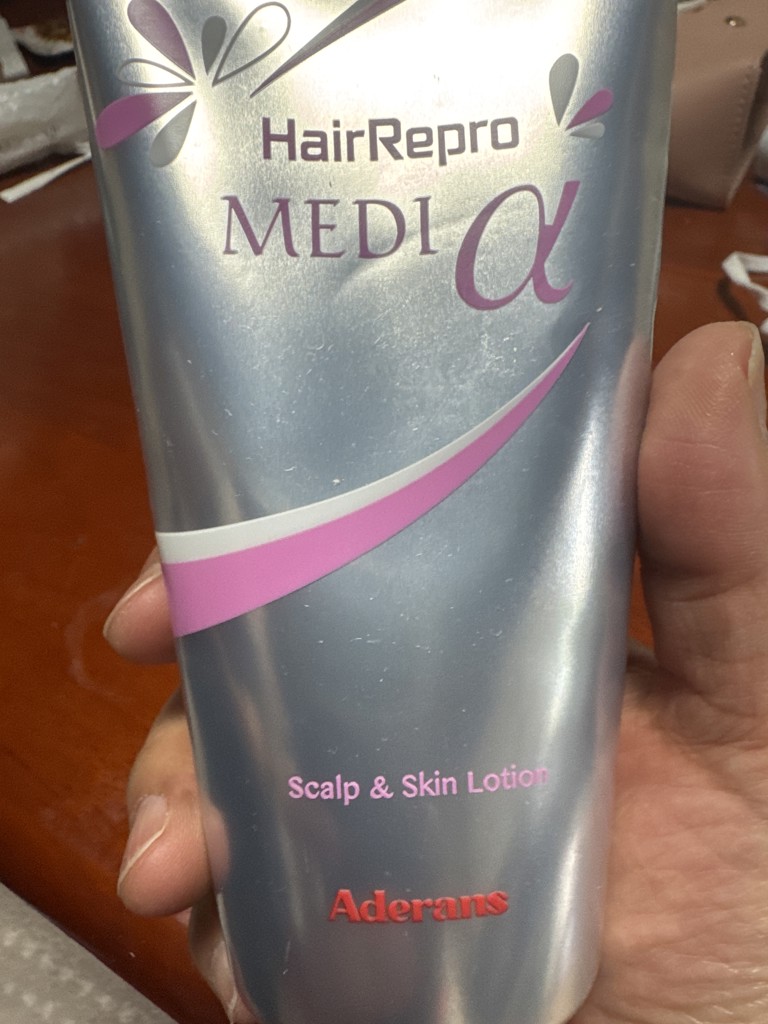 HairRepro
MEDI α
Scalp & Skin Lotion
Aderans